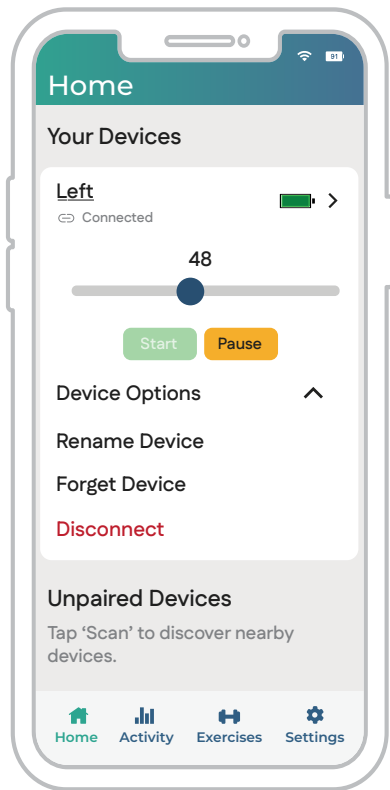 91
Home
Your Devices
Left
Connected
48
Start
Pause
Device Options
Rename Device
Forget Device
Disconnect
Unpaired Devices
Tap ‘Scan’ to discover nearby
devices.
Home Activity Exercises Settings